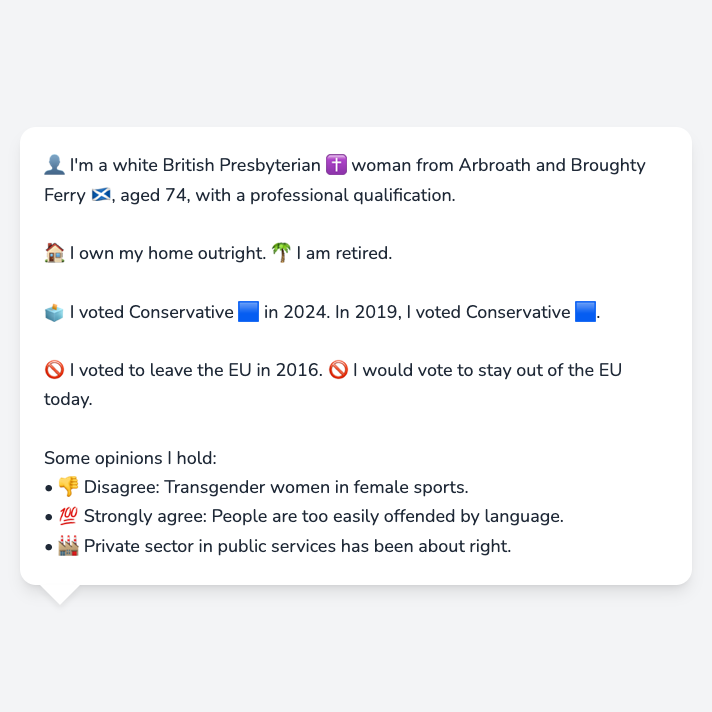 👤 I'm a white British Presbyterian ✝️ woman from Arbroath and Broughty
Ferry 🏴󠁧󠁢󠁳󠁣󠁴󠁿, aged 74, with a professional qualification.
🏠 I own my home outright. 🌴 I am retired.
🗳️ I voted Conservative 🟦 in 2024. In 2019, I voted Conservative 🟦.
🚫 I voted to leave the EU in 2016. 🚫 I would vote to stay out of the EU
today.
Some opinions I hold:
• 👎 Disagree: Transgender women in female sports.
• 💯 Strongly agree: People are too easily offended by language.
• 🏭 Private sector in public services has been about right.